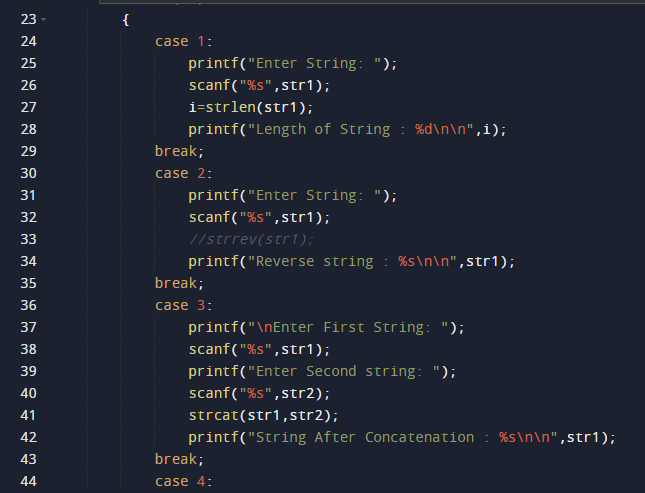 23 {
24 case 1:
25 printf("Enter String: ");
26 scanf("%s",str1);
27 i=strlen(str1);
28 printf("Length of String : %d\n\n",i);
29 break;
30 case 2:
31 printf("Enter String: ");
32 scanf("%s",str1);
33 //strrev(str1);
34 printf("Reverse string : %s\n\n",str1);
35 break;
36 case 3:
37 printf("\nEnter First String: ");
38 scanf("%s",str1);
39 printf("Enter Second string: ");
40 scanf("%s",str2);
41 strcat(str1,str2);
42 printf("String After Concatenation : %s\n\n",str1);
43 break;
44 case 4: